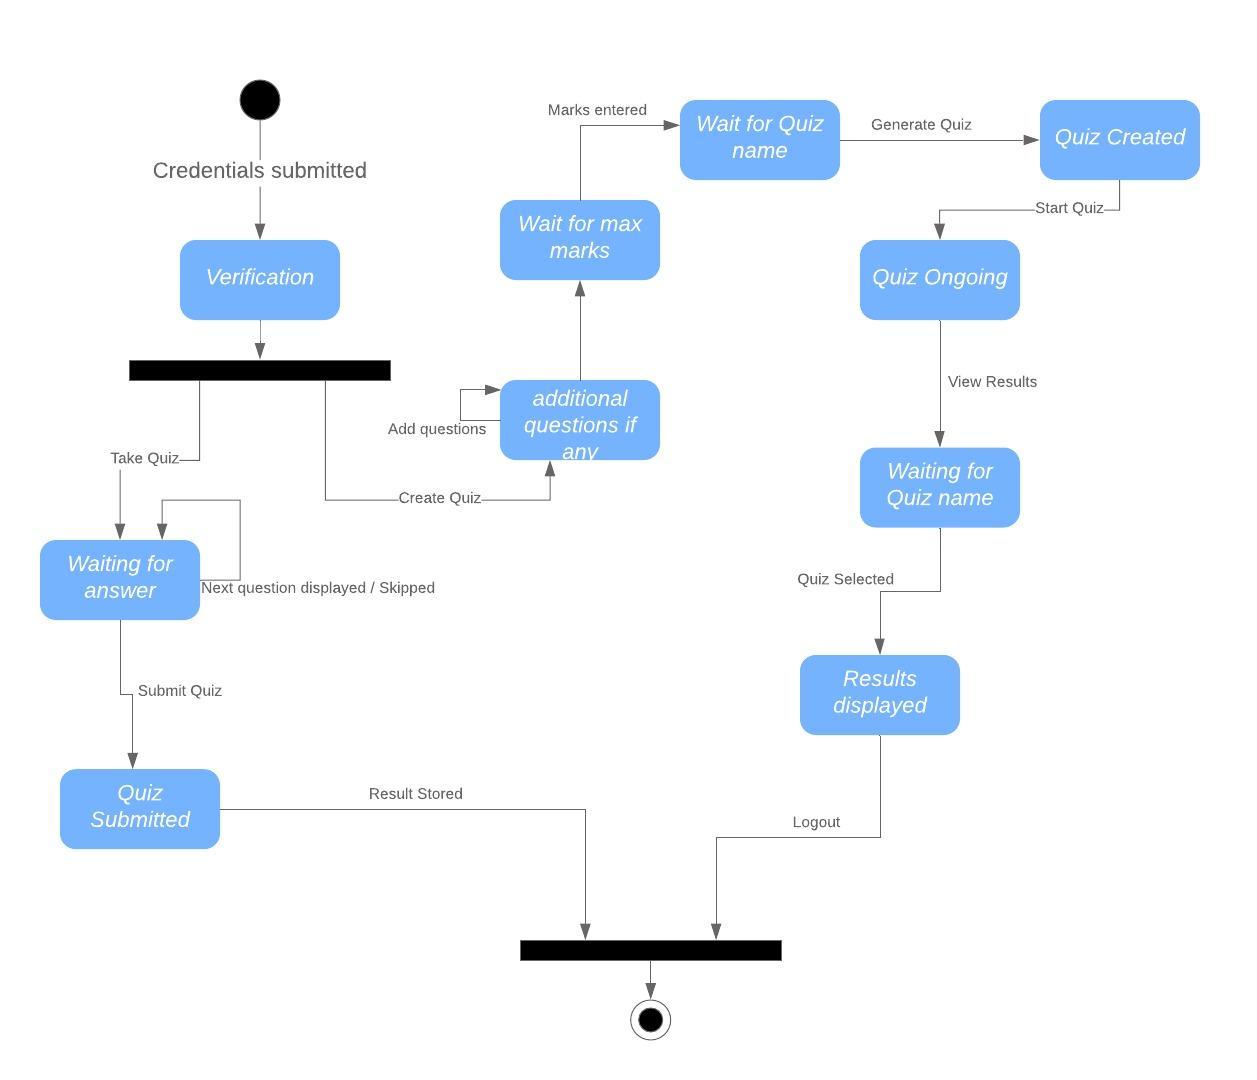 Marks entered
Wait for Quiz
name
Generate Quiz
Quiz Created
Credentials submitted
Wait for max
marks
Start Quiz
Verification
Quiz Ongoing
View Results
additional
questions if
any
Add questions
Take Quiz
Create Quiz
Waiting for
Quiz name
Waiting for
answer
Next question displayed / Skipped
Quiz Selected
Submit Quiz
Results
displayed
Quiz
Submitted
Result Stored
Logout